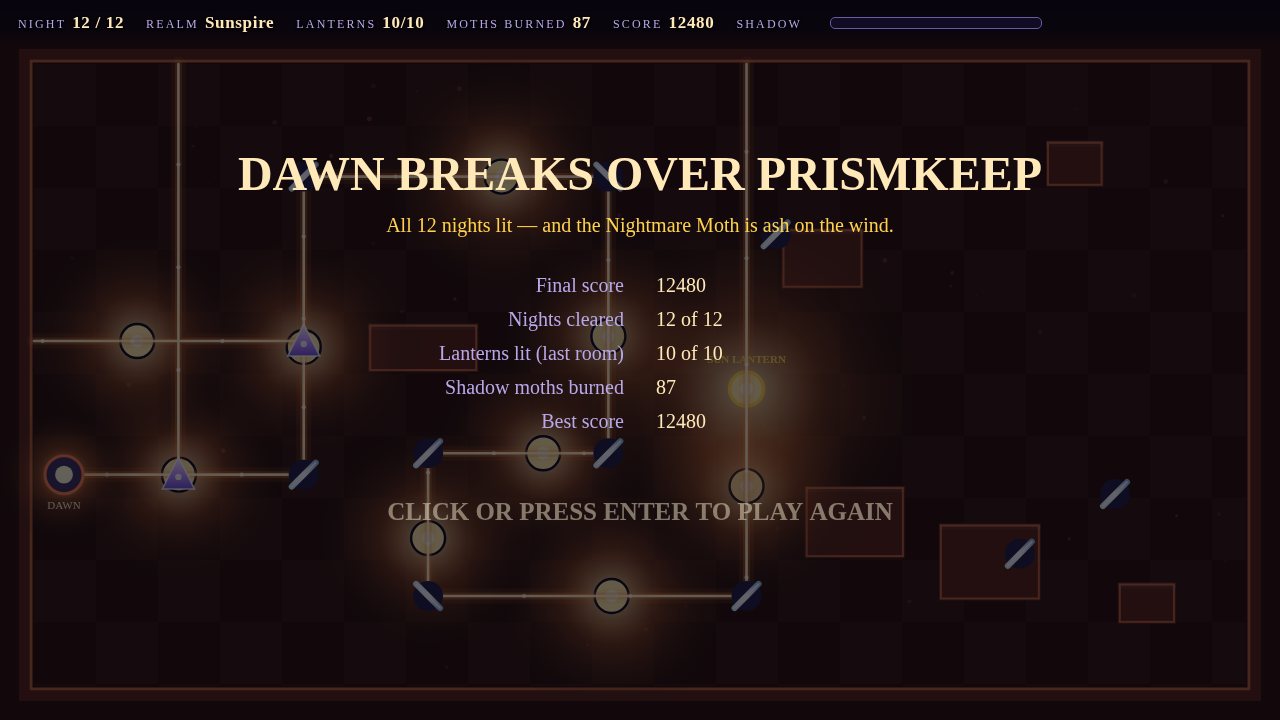 NIGHT 12 / 12 REALM Sunspire LANTERNS 10/10 MOTHS BURNED 87 SCORE 12480 SHADOW
DAWN BREAKS OVER PRISMKEEP
All 12 nights lit — and the Nightmare Moth is ash on the wind.
Final score 12480
Nights cleared 12 of 12
Lanterns lit (last room) 10 of 10
SUN LANTERN
Shadow moths burned 87
Best score 12480
DAWN
CLICK OR PRESS ENTER TO PLAY AGAIN